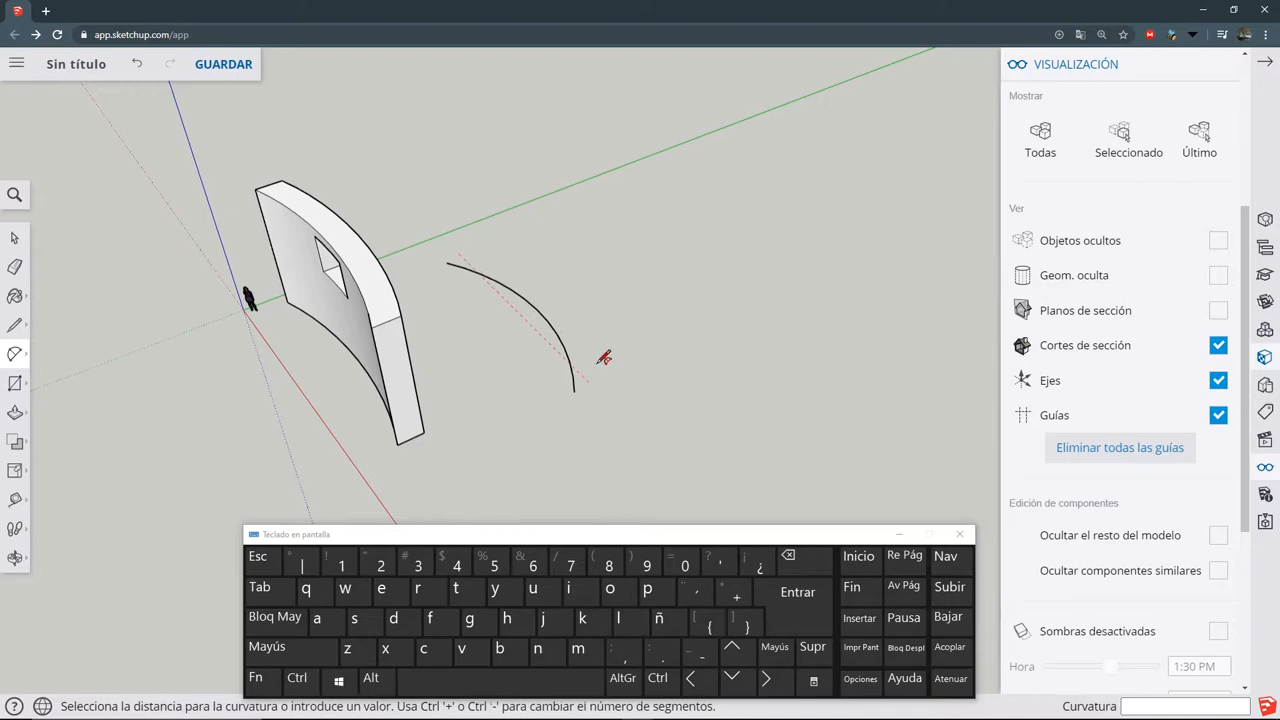 app.sketchup.com/app
Sin título
GUARDAR
VISUALIZACIÓN
Mostrar
Todas
Seleccionado
Último
Ver
Objetos ocultos
Geom. oculta
Planos de sección
Cortes de sección
Ejes
Guías
Eliminar todas las guías
Edición de componentes
Ocultar el resto del modelo
Ocultar componentes similares
Sombras desactivadas
Hora
1:30 PM
Teclado en pantalla
Esc ° | ! 1 " 2 # 3 $ 4 % 5 & 6 / 7 ( 8 ) 9 = 0 ? ' ¡ ¿ Inicio Re Pág Nav
Tab q w e r t y u i o p ¨ ´ * + Entrar Fin Av Pág Subir
Bloq May a s d f g h j k l ñ [ { ] } Insertar Pausa Bajar
Mayús z x c v b n m ; , : . _ - Mayús Supr Impr Pant Bloq Despl Acoplar
Fn Ctrl Alt AltGr Ctrl Opciones Ayuda Atenuar
Selecciona la distancia para la curvatura o introduce un valor. Usa Ctrl '+' o Ctrl '-' para cambiar el número de segmentos.
Curvatura